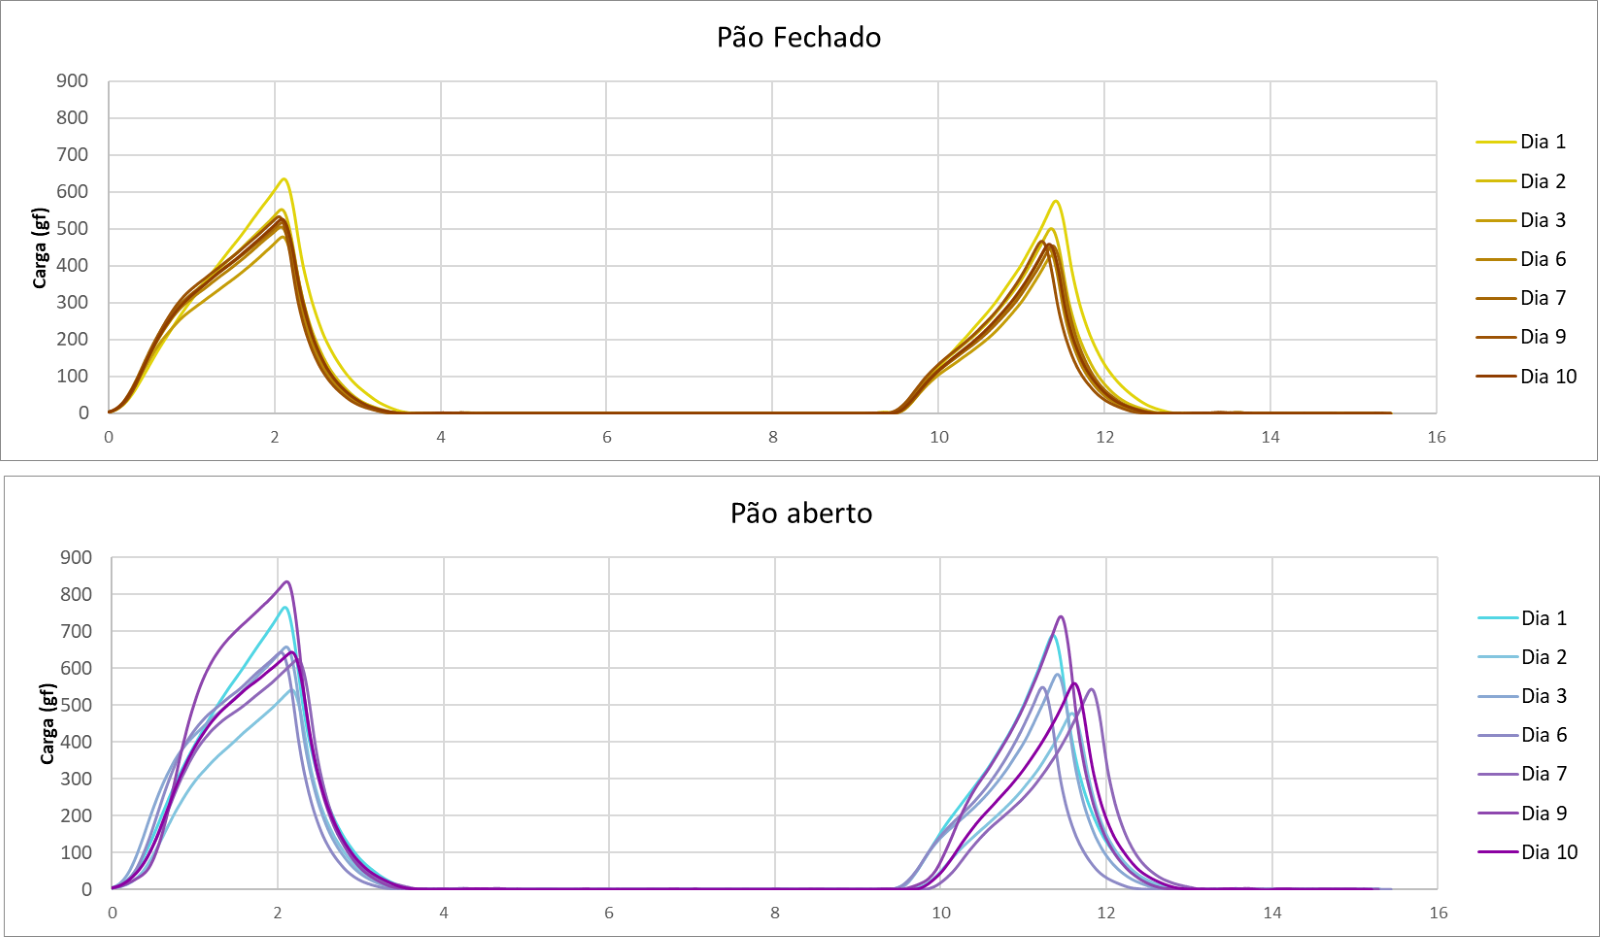 Pão Fechado
900
800
700
600
500
400
300
200
100
0
Carga (gf)
0 2 4 6 8 10 12 14 16
Dia 1
Dia 2
Dia 3
Dia 6
Dia 7
Dia 9
Dia 10
Pão aberto
900
800
700
600
500
400
300
200
100
0
Carga (gf)
0 2 4 6 8 10 12 14 16
Dia 1
Dia 2
Dia 3
Dia 6
Dia 7
Dia 9
Dia 10